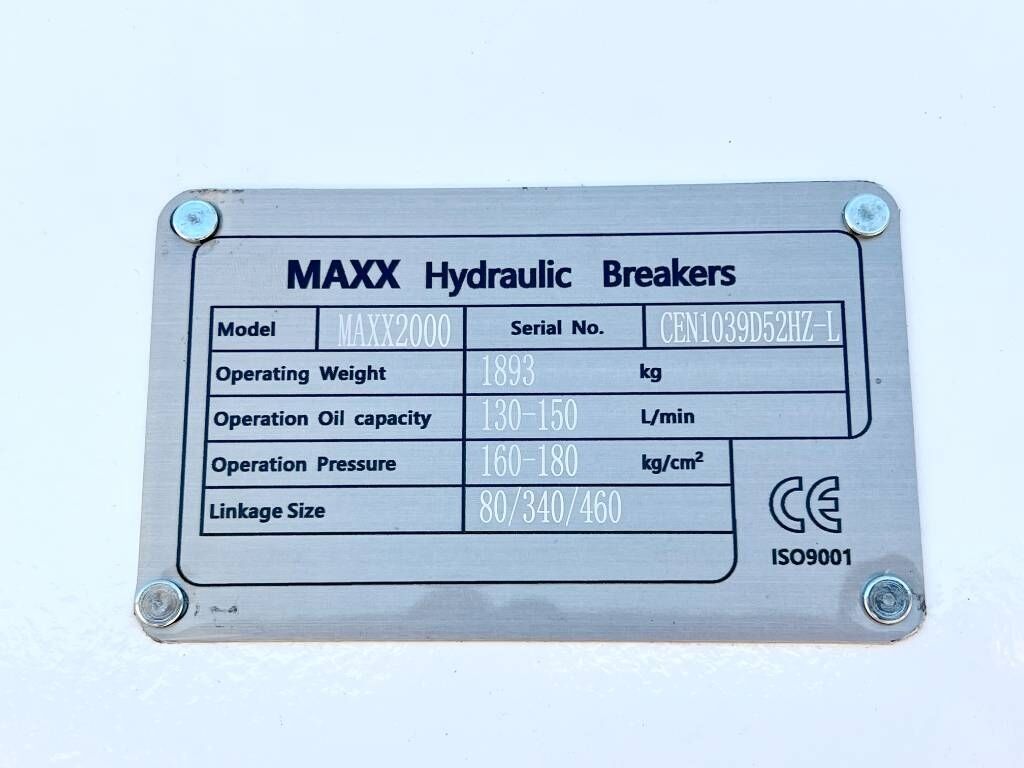 MAXX Hydraulic Breakers
Model MAXX2000 Serial No. CEN1039D52HZ-L
Operating Weight 1893 kg
Operation Oil capacity 130-150 L/min
Operation Pressure 160-180 kg/cm²
Linkage Size 80/340/460
CE
ISO9001